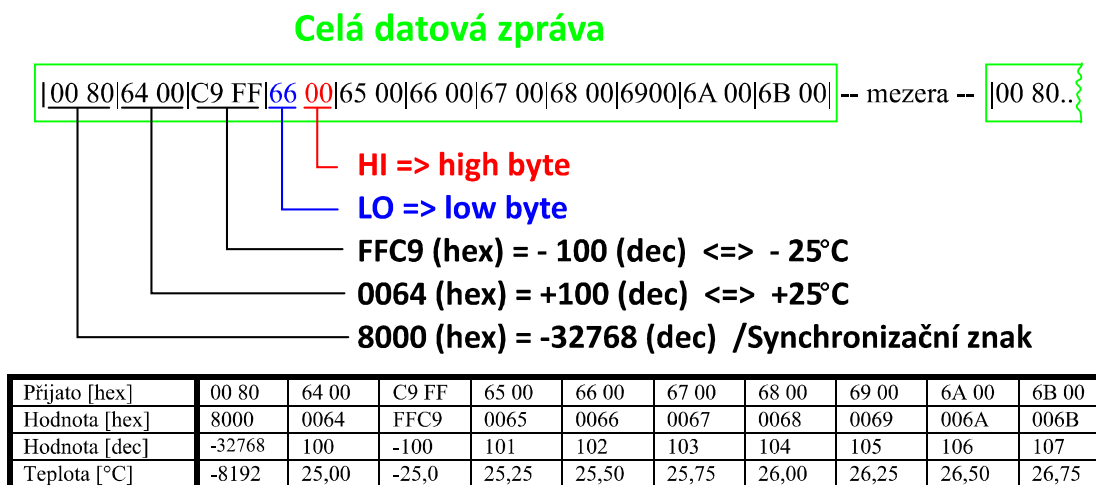 Celá datová zpráva
|00 80|64 00|C9 FF|66 00|65 00|66 00|67 00|68 00|6900|6A 00|6B 00| -- mezera -- |00 80..
HI => high byte
LO => low byte
FFC9 (hex) = - 100 (dec) <=> - 25°C
0064 (hex) = +100 (dec) <=> +25°C
8000 (hex) = -32768 (dec) /Synchronizační znak
Přijato [hex] 00 80 64 00 C9 FF 65 00 66 00 67 00 68 00 69 00 6A 00 6B 00
Hodnota [hex] 8000 0064 FFC9 0065 0066 0067 0068 0069 006A 006B
Hodnota [dec] -32768 100 -100 101 102 103 104 105 106 107
Teplota [°C] -8192 25,00 -25,0 25,25 25,50 25,75 26,00 26,25 26,50 26,75